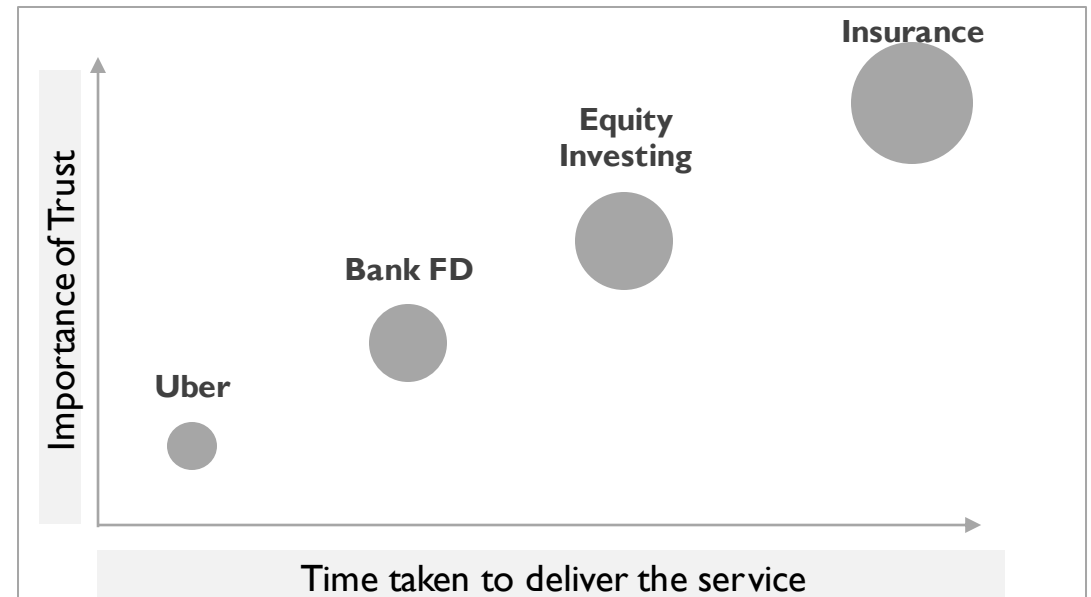 Insurance
Equity
Investing
Bank FD
Uber
Importance of Trust
Time taken to deliver the service